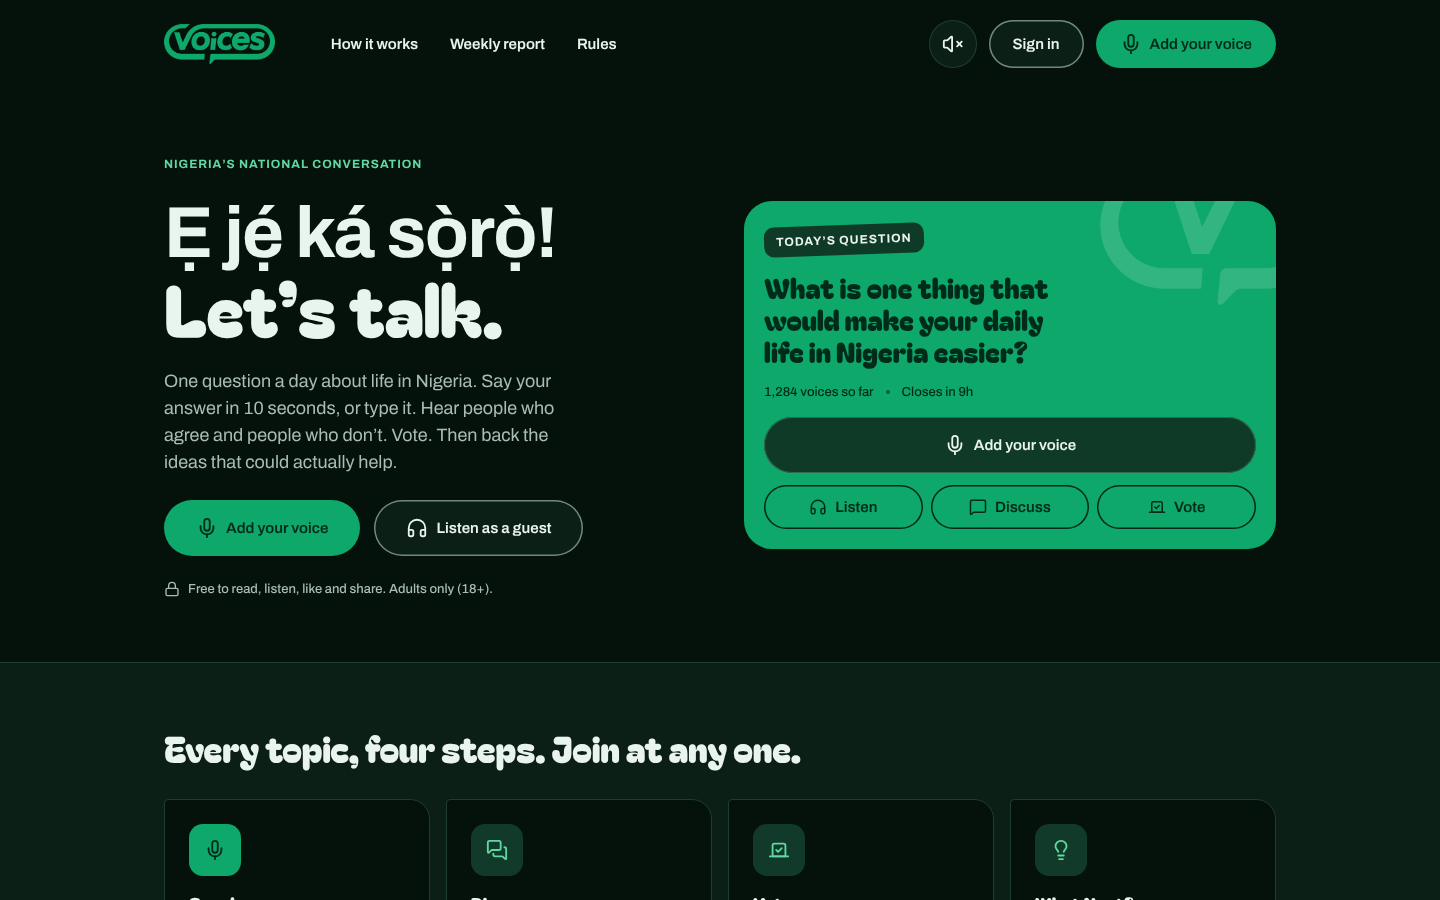 Voices
How it works
Weekly report
Rules
Sign in
Add your voice
NIGERIA’S NATIONAL CONVERSATION
Ẹ jẹ́ ká sọ̀rọ̀!
Let’s talk.
One question a day about life in Nigeria. Say your
answer in 10 seconds, or type it. Hear people who
agree and people who don’t. Vote. Then back the
ideas that could actually help.
Add your voice
Listen as a guest
Free to read, listen, like and share. Adults only (18+).
TODAY’S QUESTION
What is one thing that
would make your daily
life in Nigeria easier?
1,284 voices so far • Closes in 9h
Add your voice
Listen
Discuss
Vote
Every topic, four steps. Join at any one.